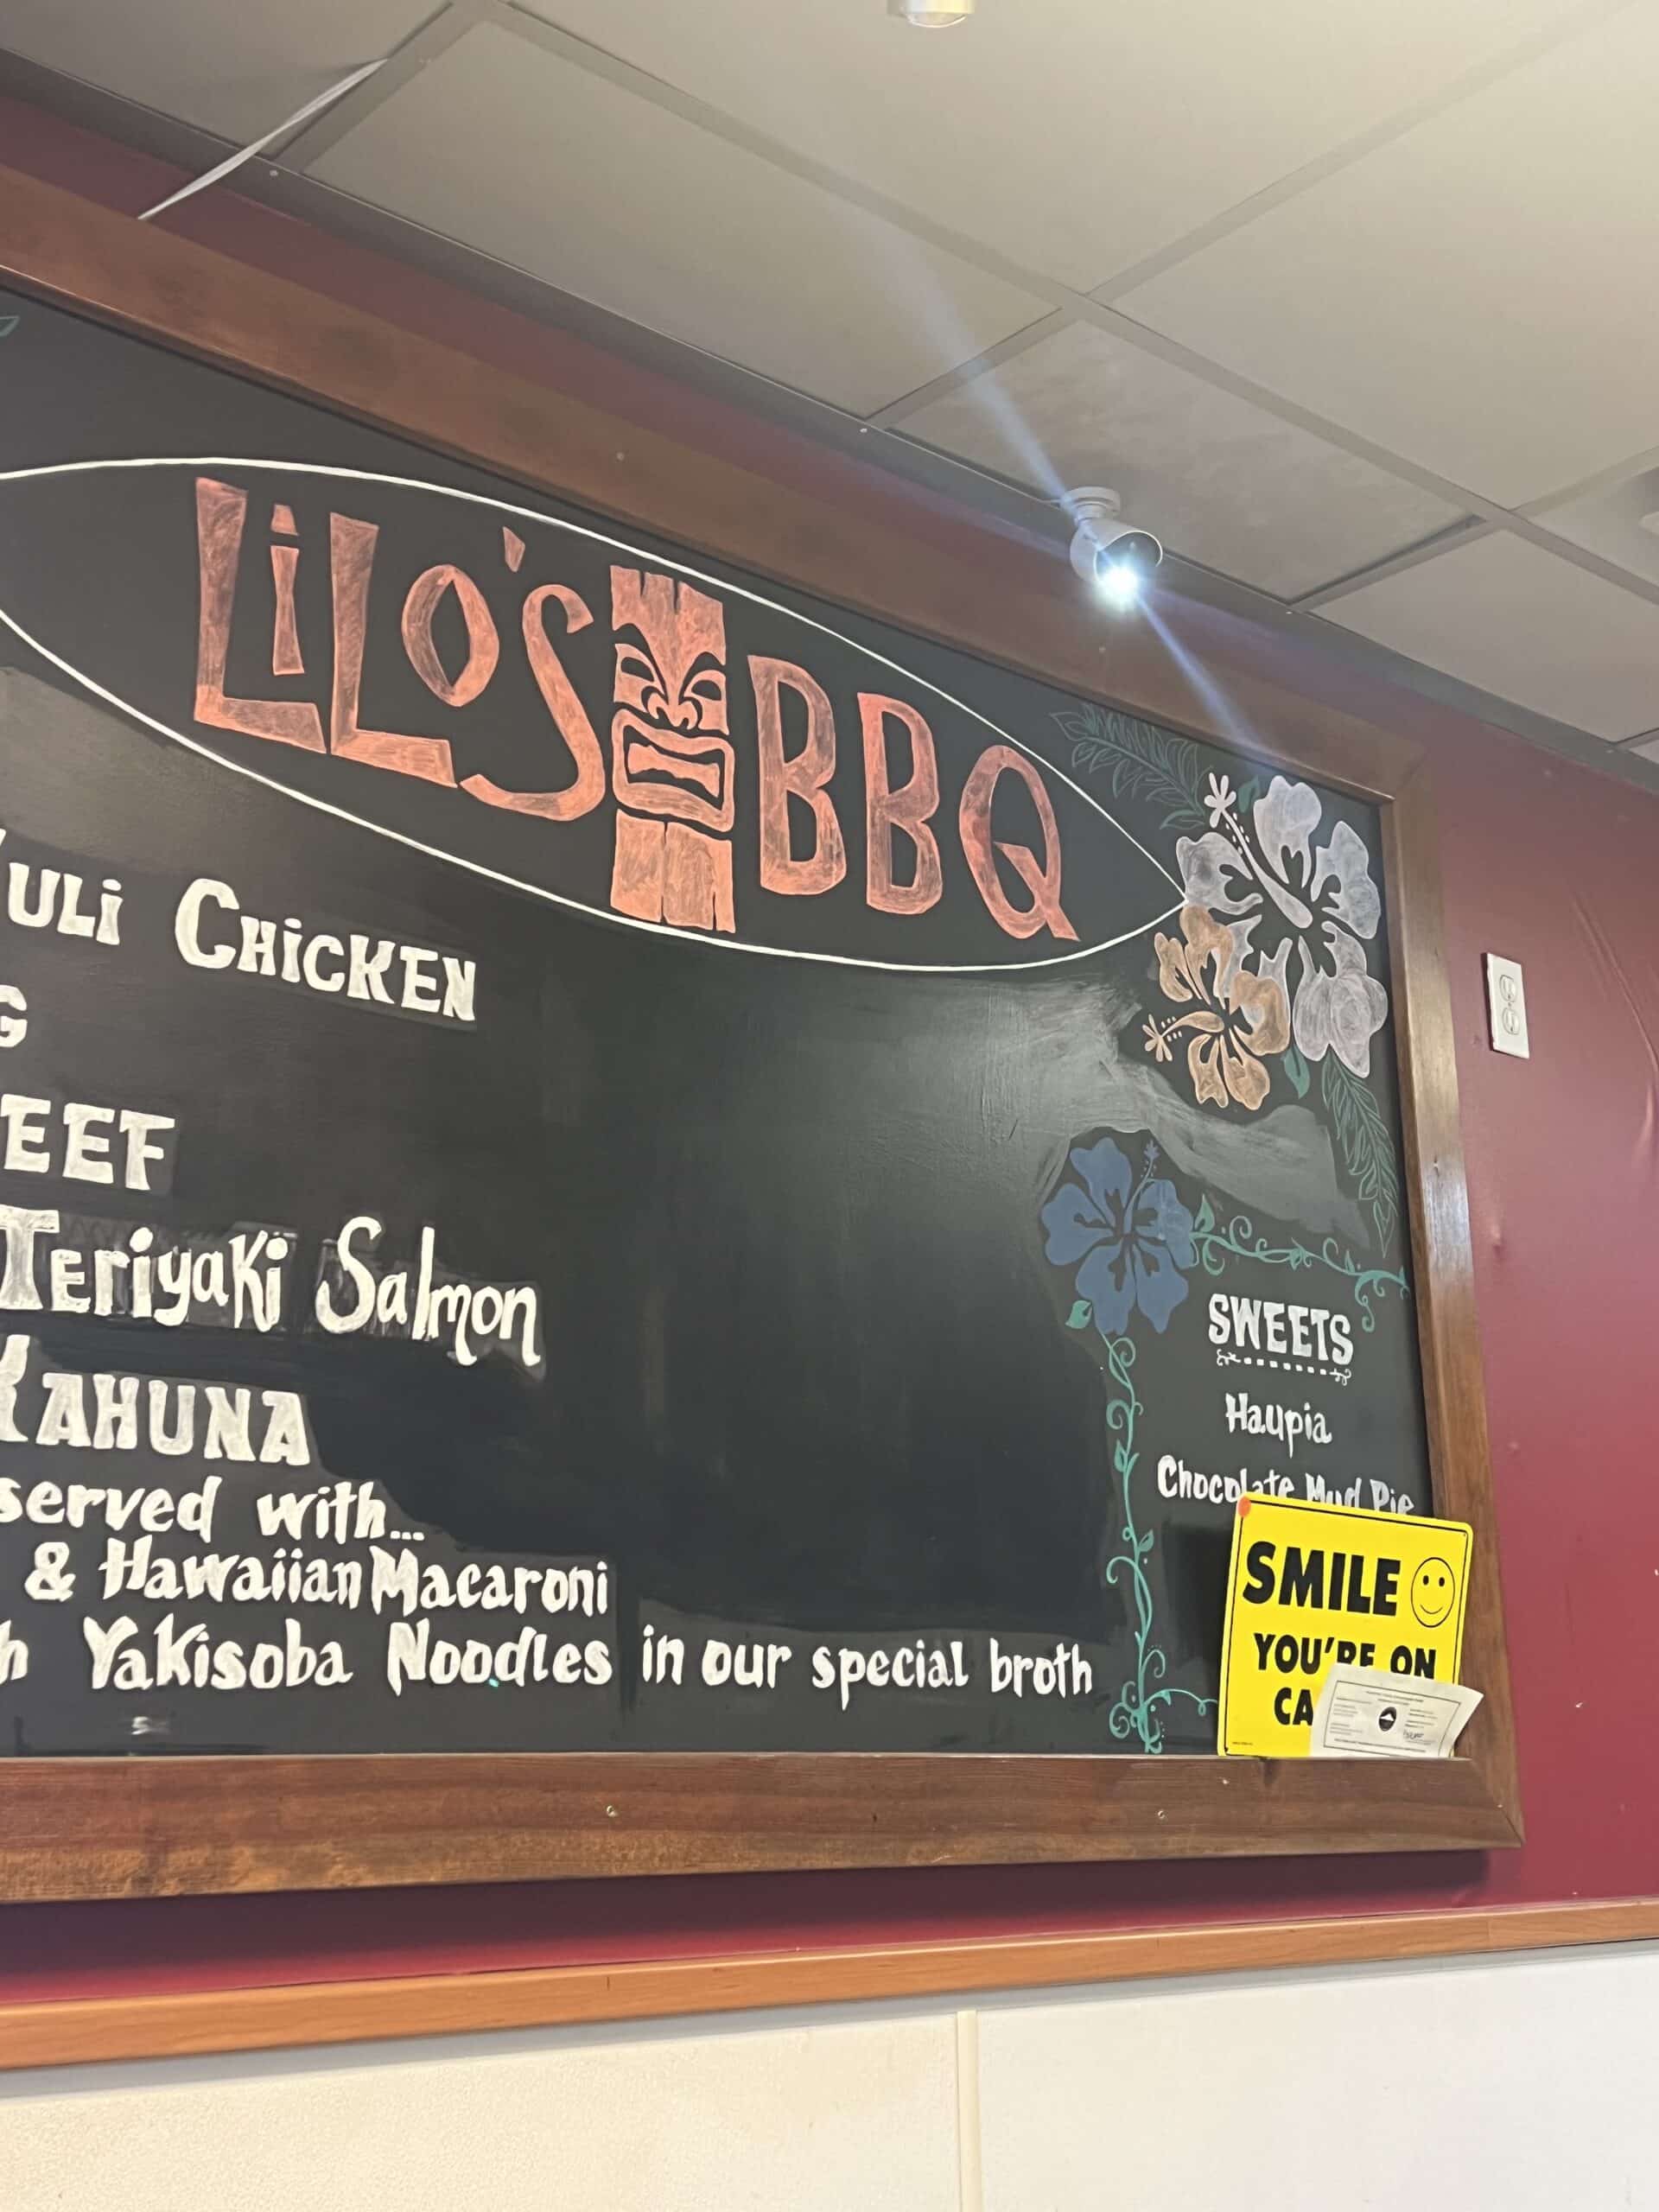 LiLO'S BBQ
ULi CHiCKEN
G
EEF
TERiyaKi Salmon
KAHUNA
served with...
& Hawaiian Macaroni
h Yakisoba Noodles in our special broth
SWEETS
Haupia
Chocolate Mud Pie
SMILE
YOU'RE ON
CA